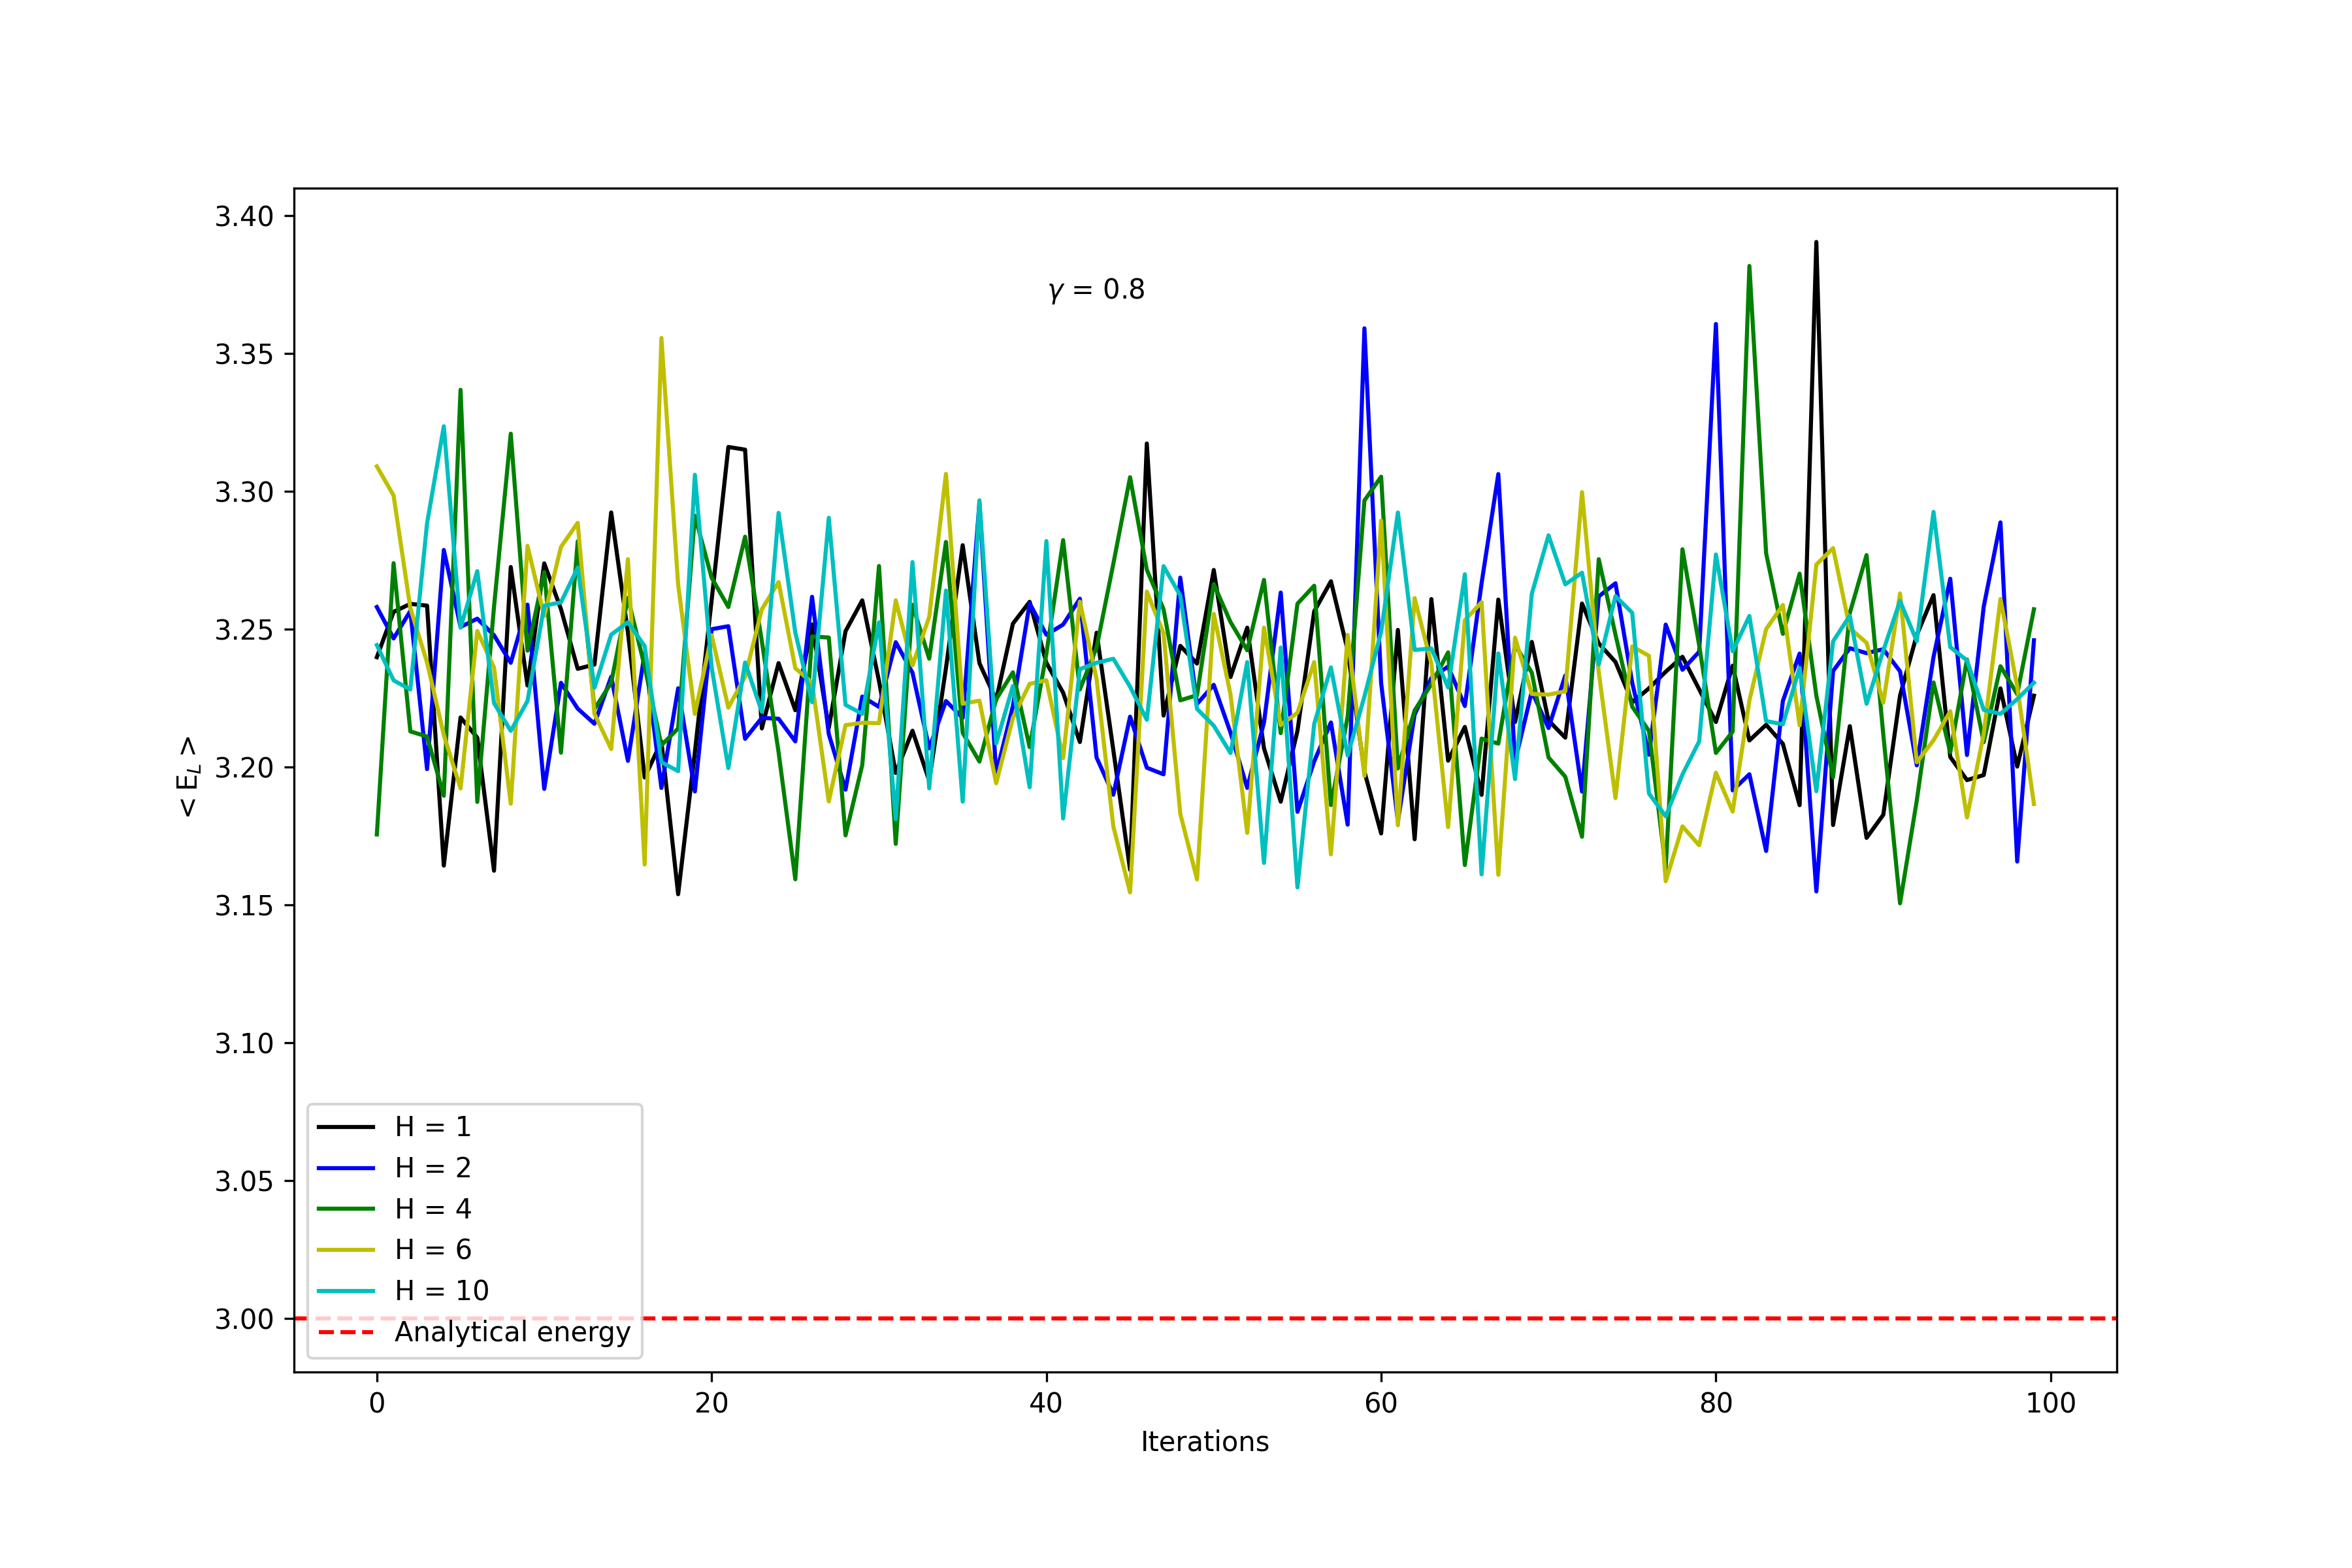 γ = 0.8
3.40
3.35
3.30
3.25
3.20
3.15
3.10
3.05
3.00
< E_L >
H = 1
H = 2
H = 4
H = 6
H = 10
Analytical energy
0 20 40 60 80 100
Iterations